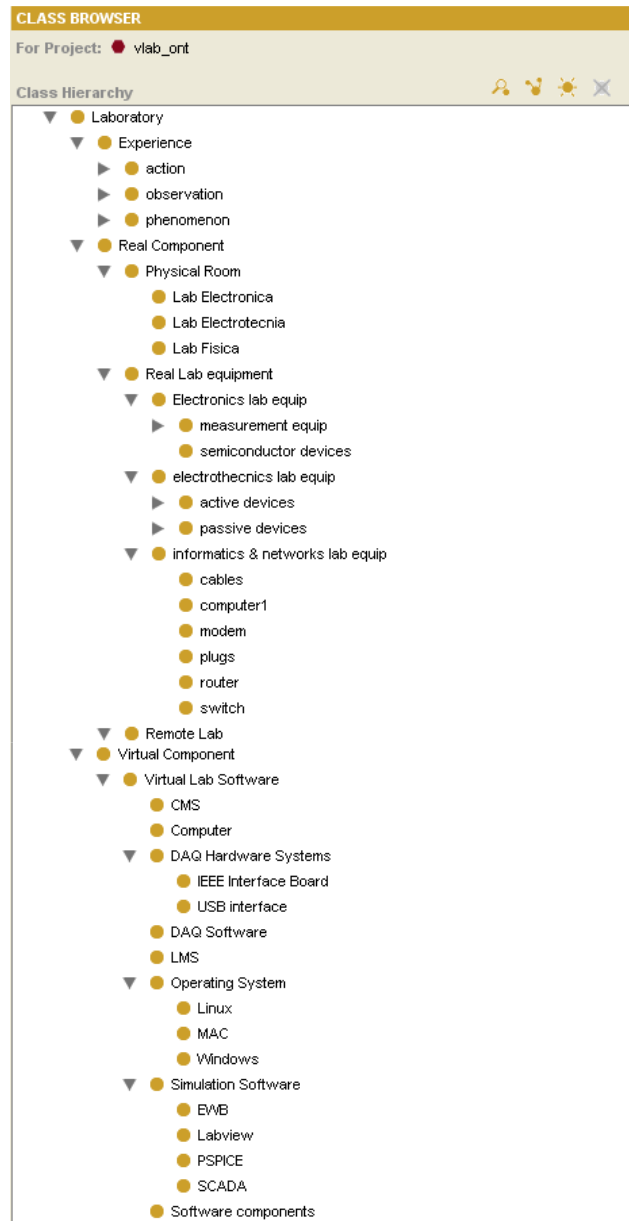 CLASS BROWSER
For Project: vlab_ont
Class Hierarchy
Laboratory
Experience
action
observation
phenomenon
Real Component
Physical Room
Lab Electronica
Lab Electrotecnia
Lab Fisica
Real Lab equipment
Electronics lab equip
measurement equip
semiconductor devices
electrothecnics lab equip
active devices
passive devices
informatics & networks lab equip
cables
computer1
modem
plugs
router
switch
Remote Lab
Virtual Component
Virtual Lab Software
CMS
Computer
DAQ Hardware Systems
IEEE Interface Board
USB interface
DAQ Software
LMS
Operating System
Linux
MAC
Windows
Simulation Software
EWB
Labview
PSPICE
SCADA
Software components